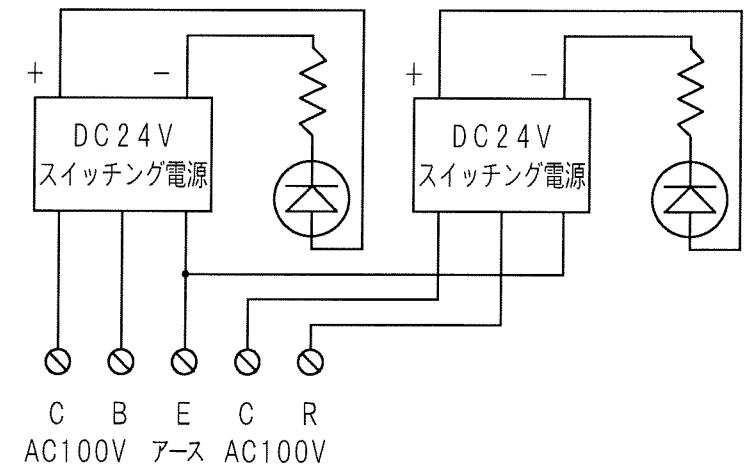 + −
+ −
DC24V
スイッチング電源
DC24V
スイッチング電源
C B E C R
AC100V アース AC100V